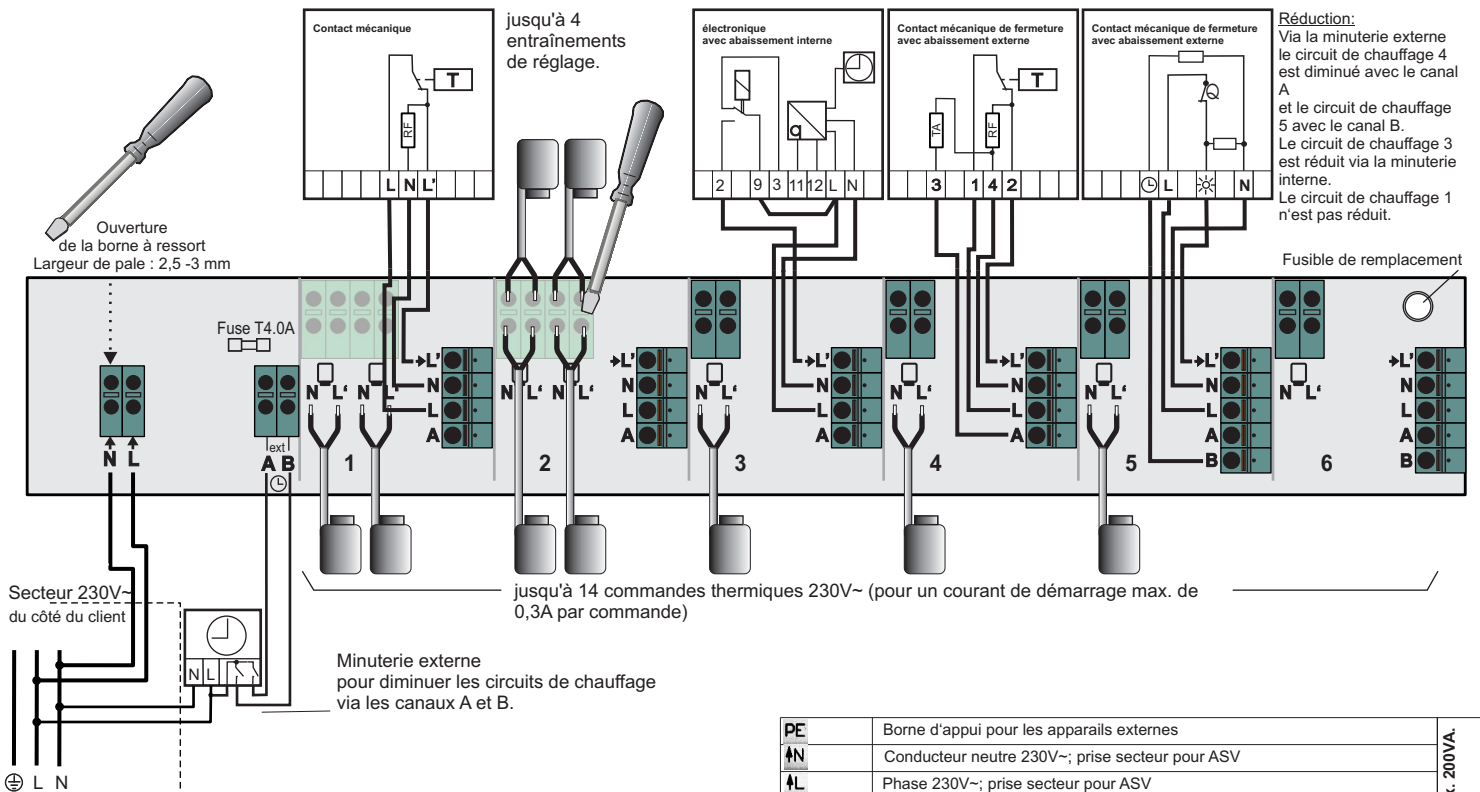 Contact mécanique
T
RF
L N L'
jusqu'à 4
entraînements
de réglage.
électronique
avec abaissement interne
q
2 9 3 11 12 L N
Contact mécanique de fermeture
avec abaissement externe
T
TA
RF
3 1 4 2
Contact mécanique de fermeture
avec abaissement externe
L N
Réduction:
Via la minuterie externe
le circuit de chauffage 4
est diminué avec le canal
A
et le circuit de chauffage
5 avec le canal B.
Le circuit de chauffage 3
est réduit via la minuterie
interne.
Le circuit de chauffage 1
n'est pas réduit.
Ouverture
de la borne à ressort
Largeur de pale : 2,5 -3 mm
Fusible de remplacement
Fuse T4.0A
N L
ext
A B
N L‘ N L‘
1
L'
N
L
A
N L‘ N L‘
2
L'
N
L
A
N L‘
3
L'
N
L
A
N L‘
4
L'
N
L
A
N L‘
5
L'
N
L
A
B
N L‘
6
L'
N
L
A
B
jusqu'à 14 commandes thermiques 230V~ (pour un courant de démarrage max. de
0,3A par commande)
Secteur 230V~
du côté du client
N L
Minuterie externe
pour diminuer les circuits de chauffage
via les canaux A et B.
L N
PE Borne d‘appui pour les apparails externes
N Conducteur neutre 230V~; prise secteur pour ASV
L Phase 230V~; prise secteur pour ASV
200VA.